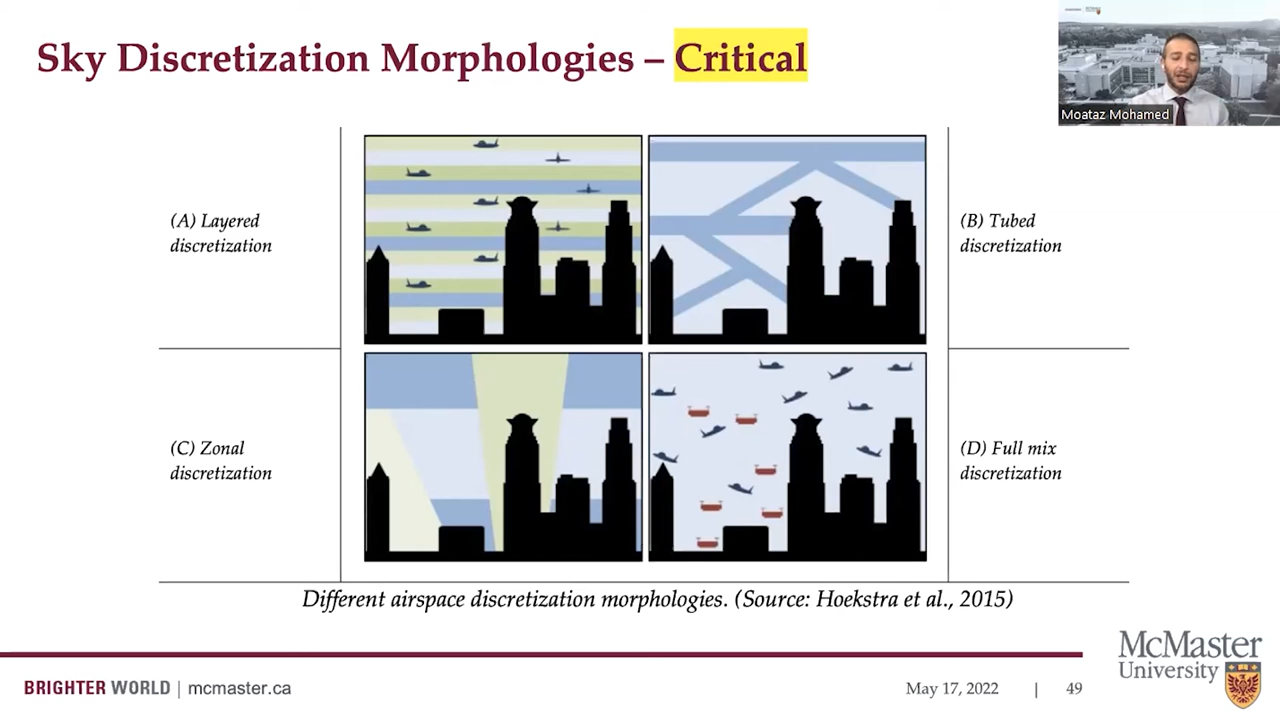 Sky Discretization Morphologies – Critical
Moataz Mohamed
(A) Layered
discretization
(B) Tubed
discretization
(C) Zonal
discretization
(D) Full mix
discretization
Different airspace discretization morphologies. (Source: Hoekstra et al., 2015)
BRIGHTER WORLD | mcmaster.ca
May 17, 2022 | 49
McMaster
University